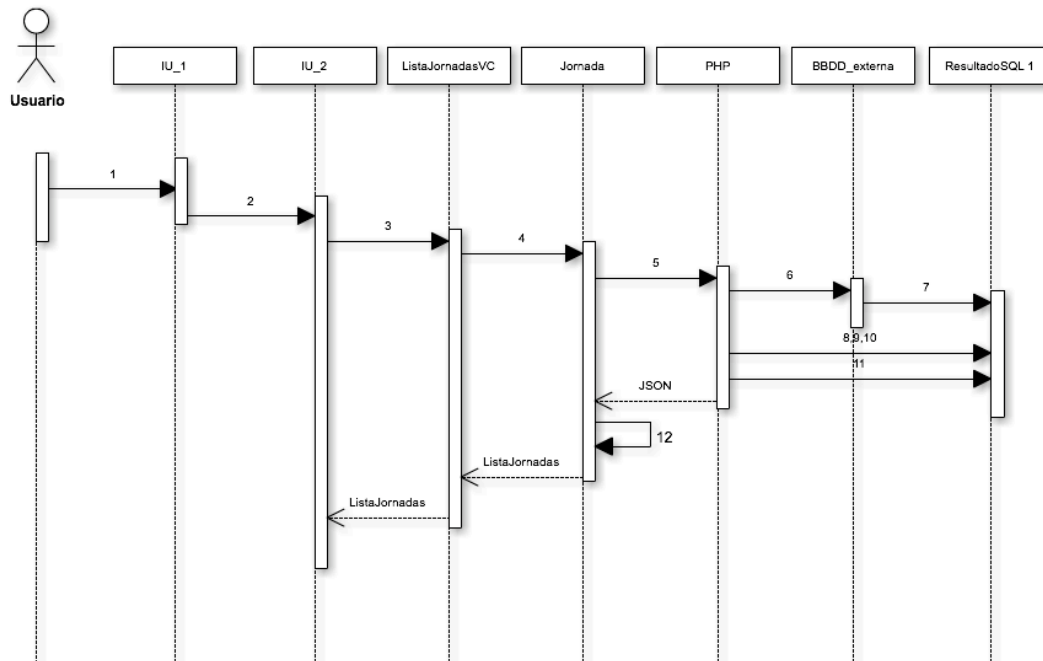 IU_1
IU_2
ListaJornadasVC
Jornada
PHP
BBDD_externa
ResultadoSQL 1
Usuario
1
2
3
4
5
6
7
8,9,10
11
JSON
12
ListaJornadas
ListaJornadas